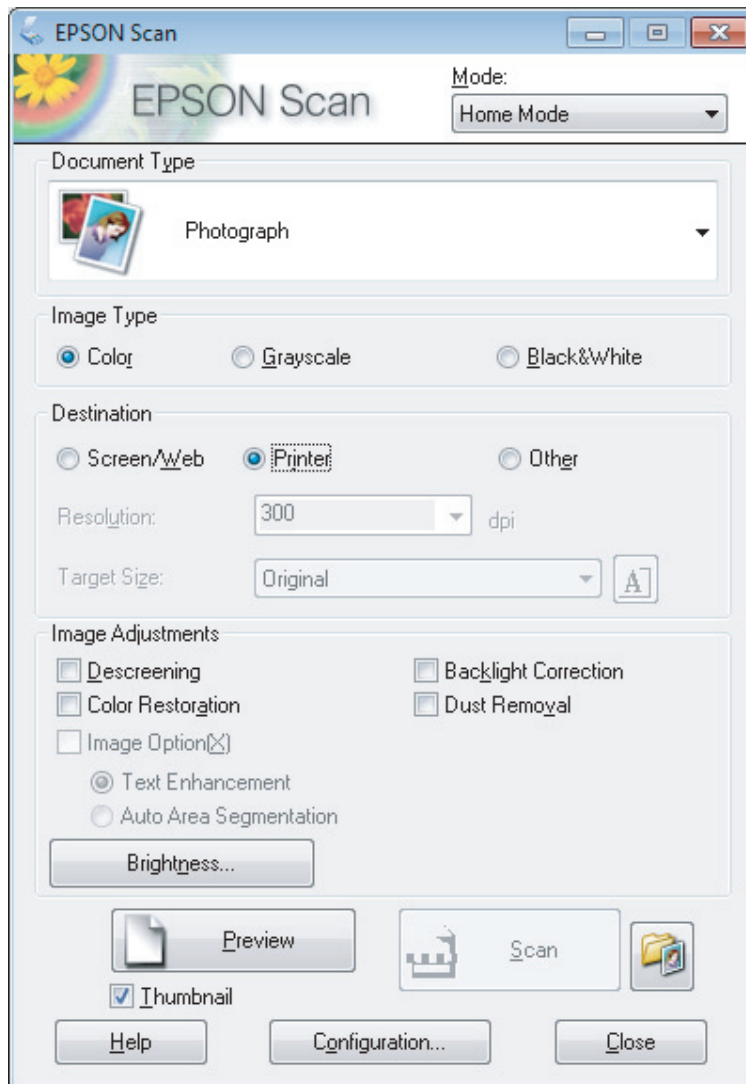 EPSON Scan
EPSON Scan
Mode:
Home Mode
Document Type
Photograph
Image Type
Color Grayscale Black&White
Destination
Screen/Web Printer Other
Resolution: 300 dpi
Target Size: Original A
Image Adjustments
Descreening Backlight Correction
Color Restoration Dust Removal
Image Option(X)
Text Enhancement
Auto Area Segmentation
Brightness...
Preview Scan
Thumbnail
Help Configuration... Close